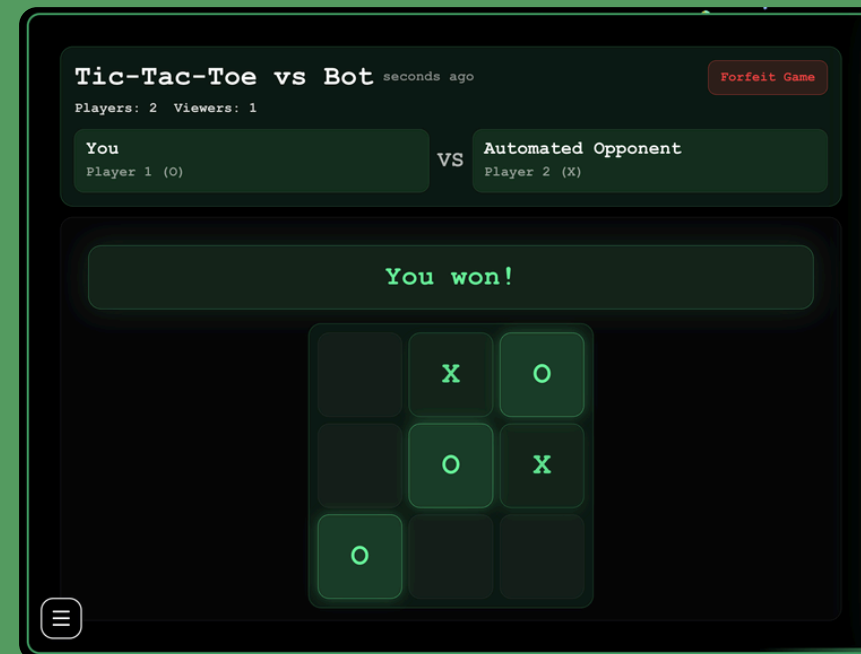 Tic-Tac-Toe vs Bot seconds ago
Forfeit Game
Players: 2 Viewers: 1
You
Player 1 (O)
VS
Automated Opponent
Player 2 (X)
You won!
X O
O X
O